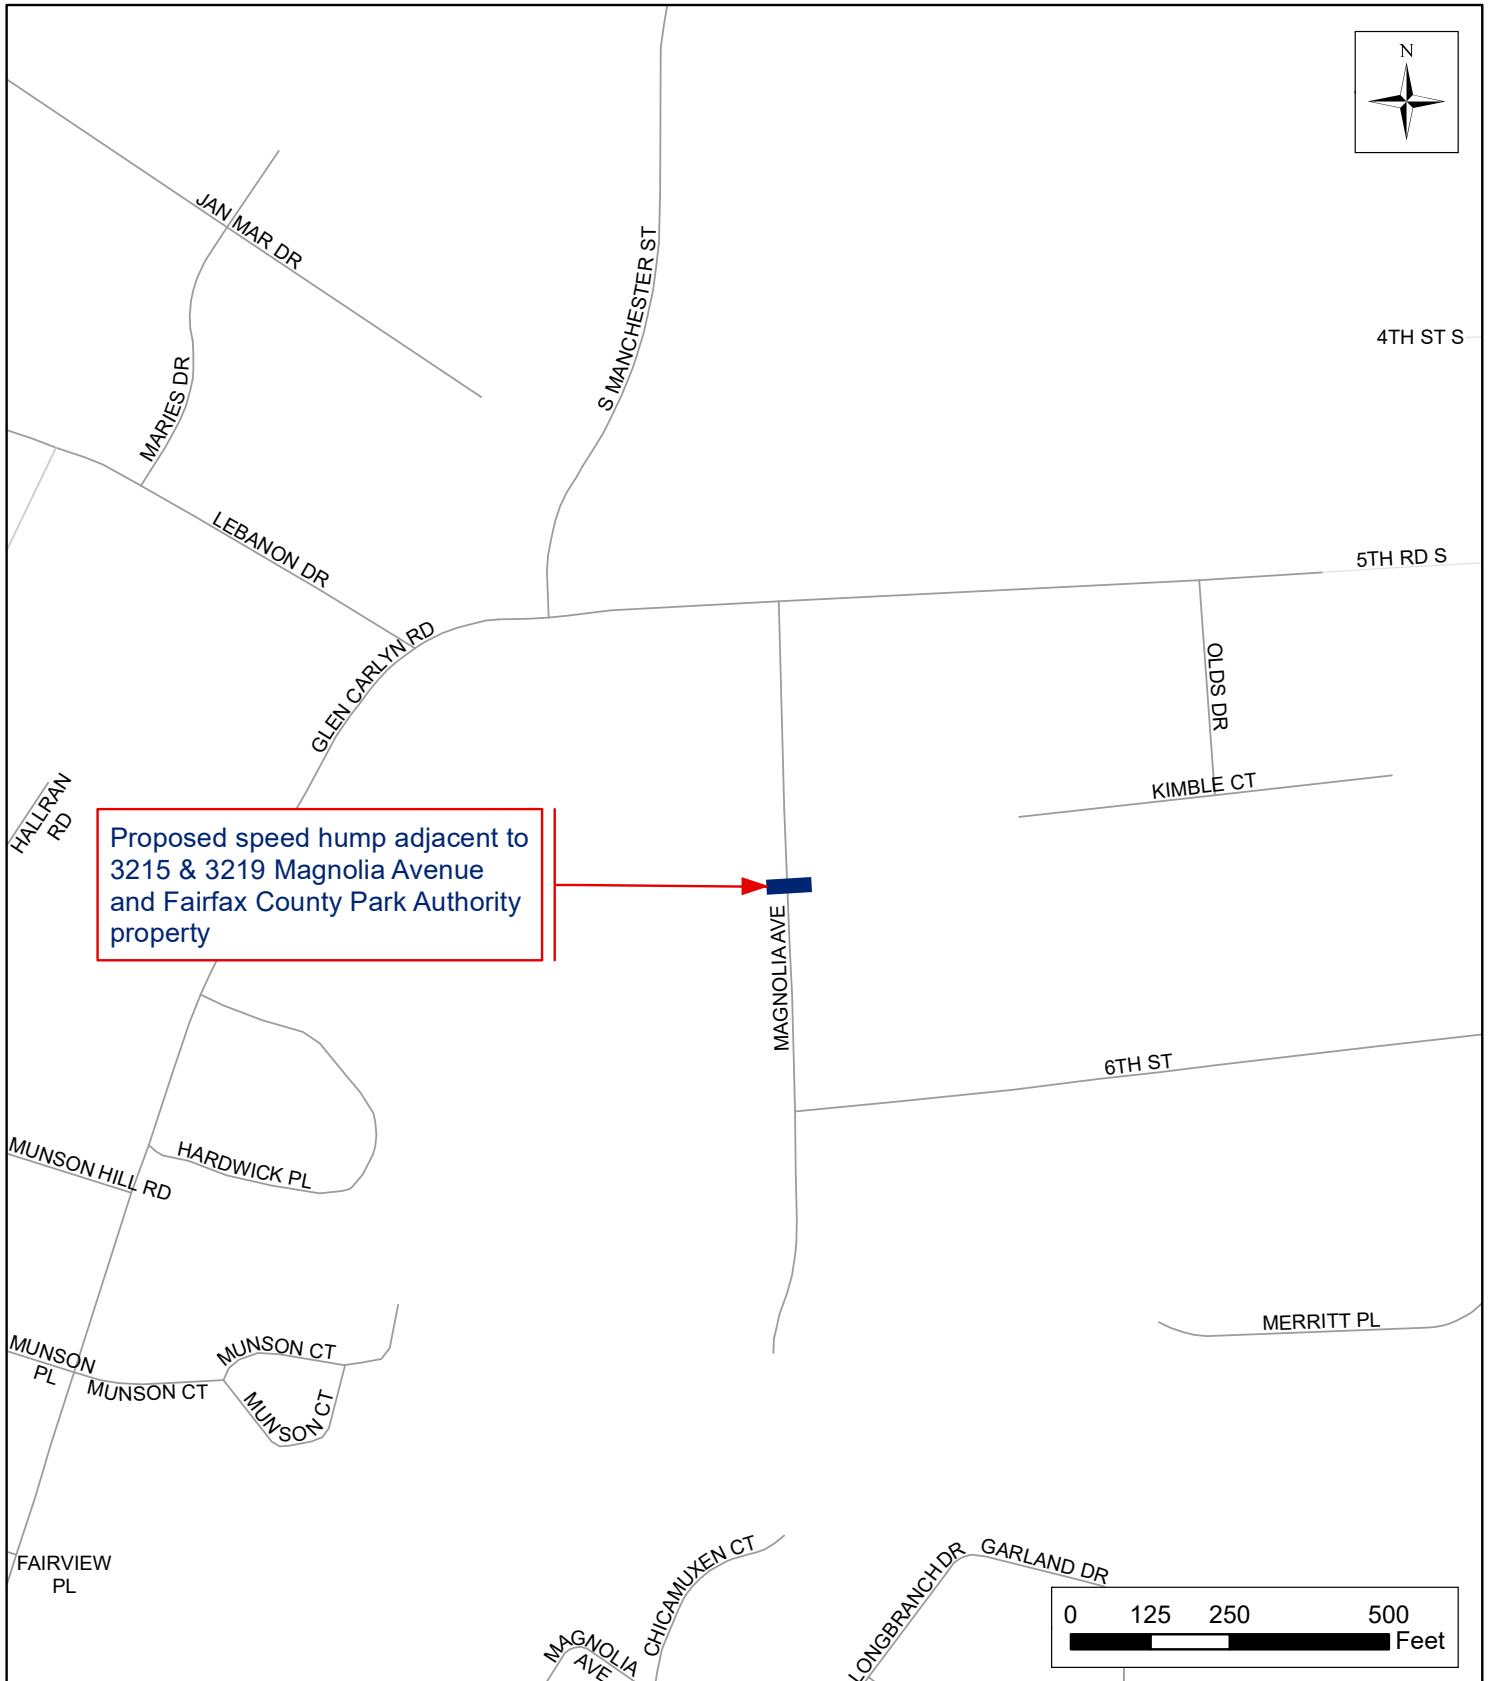 N
JAN MAR DR
S MANCHESTER ST
4TH ST S
MARIES DR
LEBANON DR
5TH RD S
GLEN CARLYN RD
OLDS DR
KIMBLE CT
HALLRAN
RD
Proposed speed hump adjacent to
3215 & 3219 Magnolia Avenue
and Fairfax County Park Authority
property
MAGNOLIA AVE
6TH ST
MUNSON HILL RD
HARDWICK PL
MERRITT PL
MUNSON
PL
MUNSON CT
MUNSON CT
MUNSON CT
FAIRVIEW
PL
CHICAMUXEN CT
LONGBRANCH DR
GARLAND DR
MAGNOLIA
AVE
0 125 250 500
Feet